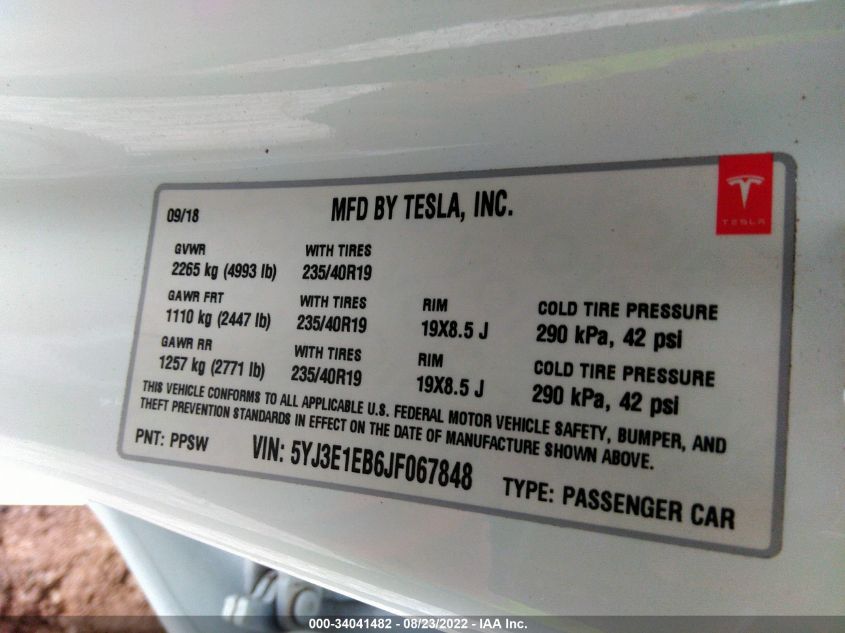 09/18
MFD BY TESLA, INC.
TESLA
GVWR
2265 kg (4993 lb)
WITH TIRES
235/40R19
GAWR FRT
1110 kg (2447 lb)
WITH TIRES
235/40R19
RIM
19X8.5 J
COLD TIRE PRESSURE
290 kPa, 42 psi
GAWR RR
1257 kg (2771 lb)
WITH TIRES
235/40R19
RIM
19X8.5 J
COLD TIRE PRESSURE
290 kPa, 42 psi
THIS VEHICLE CONFORMS TO ALL APPLICABLE U.S. FEDERAL MOTOR VEHICLE SAFETY, BUMPER, AND
THEFT PREVENTION STANDARDS IN EFFECT ON THE DATE OF MANUFACTURE SHOWN ABOVE.
PNT: PPSW
VIN: 5YJ3E1EB6JF067848
TYPE: PASSENGER CAR
000-34041482 - 08/23/2022 - IAA Inc.